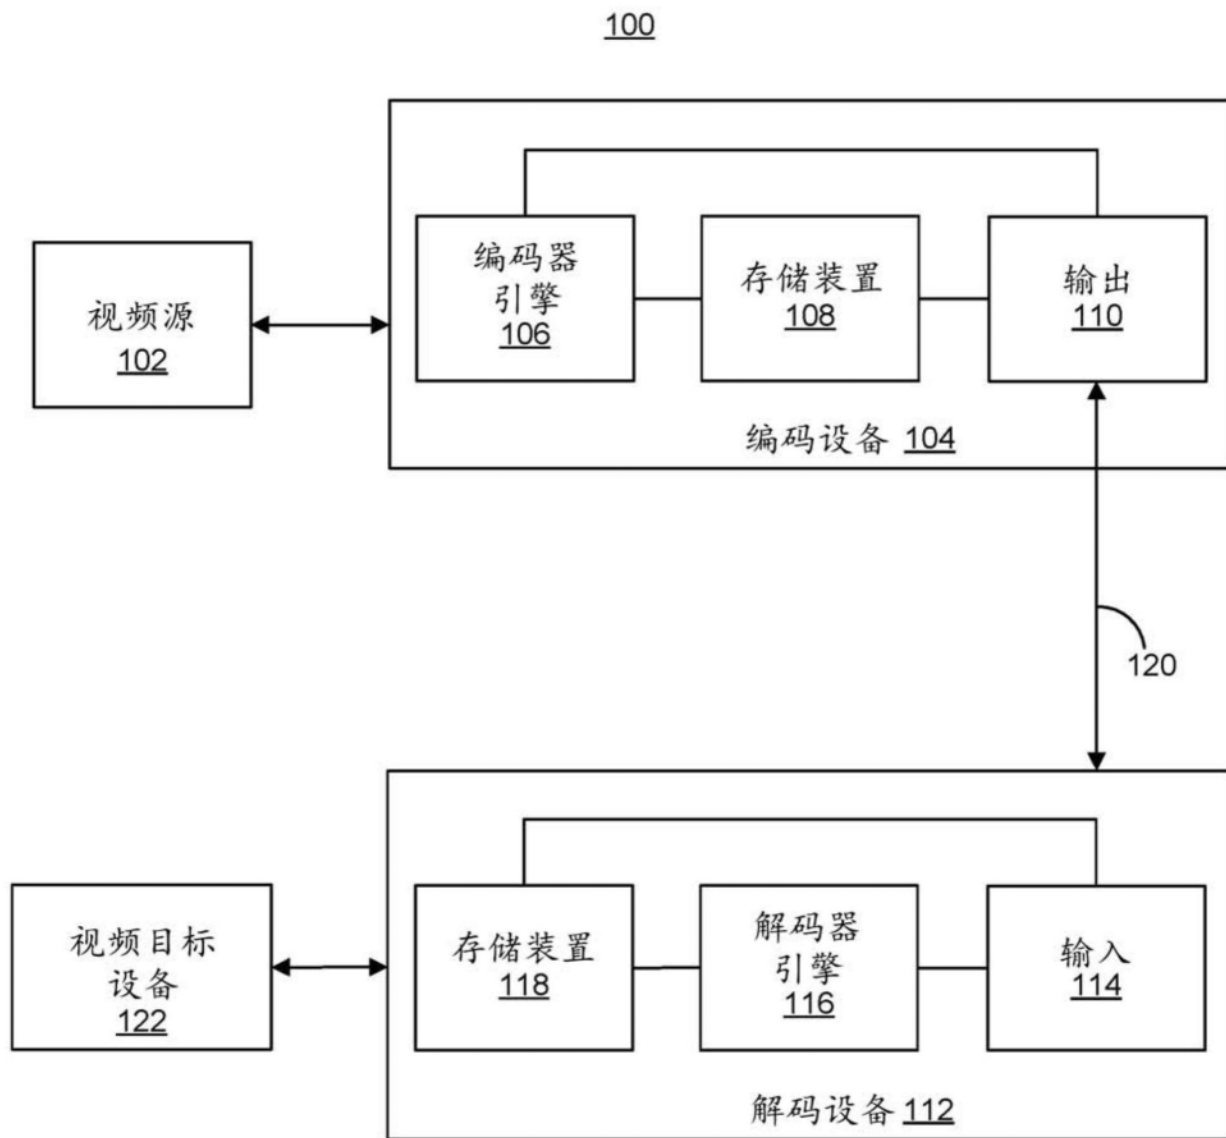 100
编码器
引擎
106
存储装置
108
输出
110
视频源
102
编码设备 104
120
视频目标
设备
122
存储装置
118
解码器
引擎
116
输入
114
解码设备 112